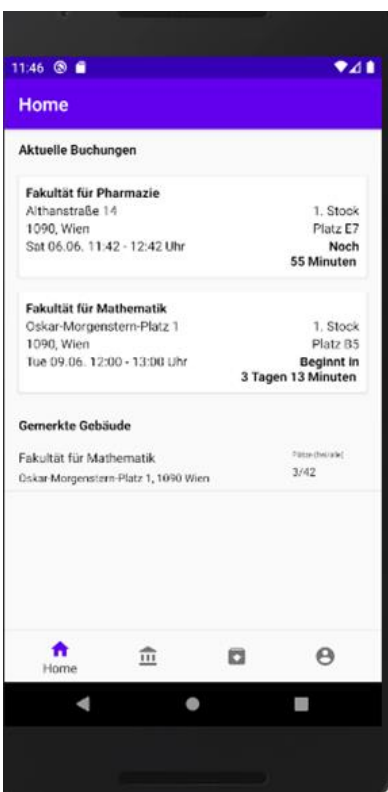 11:46
Home
Aktuelle Buchungen
Fakultät für Pharmazie
Althanstraße 14 1. Stock
1090, Wien Platz E7
Sat 06.06. 11:42 - 12:42 Uhr Noch
55 Minuten
Fakultät für Mathematik
Oskar-Morgenstern-Platz 1 1. Stock
1090, Wien Platz B5
Tue 09.06. 12:00 - 13:00 Uhr Beginnt in
3 Tagen 13 Minuten
Gemerkte Gebäude
Fakultät für Mathematik Plätze (frei/alle)
Oskar-Morgenstern-Platz 1, 1090 Wien 3/42
Home